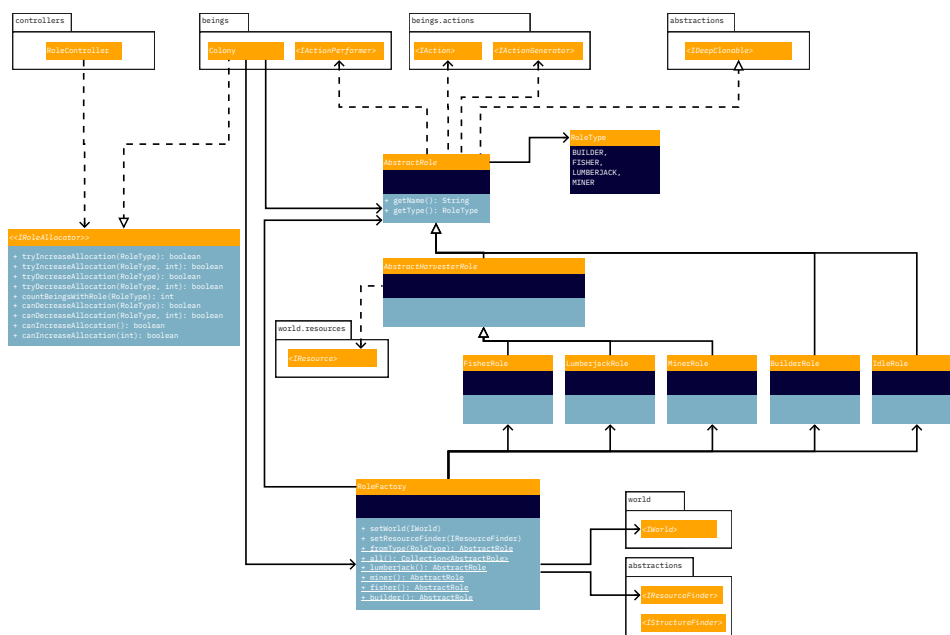 controllers
RoleController
beings
Colony
<IActionPerformer>
beings.actions
<IAction>
<IActionGenerator>
abstractions
<IDeepClonable>
RoleType
BUILDER,
FISHER,
LUMBERJACK,
MINER
AbstractRole
+ getName(): String
+ getType(): RoleType
<<IRoleAllocator>>
+ tryIncreaseAllocation(RoleType): boolean
+ tryIncreaseAllocation(RoleType, int): boolean
+ tryDecreaseAllocation(RoleType): boolean
+ tryDecreaseAllocation(RoleType, int): boolean
+ countBeingsWithRole(RoleType): int
+ canDecreaseAllocation(RoleType): boolean
+ canDecreaseAllocation(RoleType, int): boolean
+ canIncreaseAllocation(): boolean
+ canIncreaseAllocation(int): boolean
AbstractHarvesterRole
world.resources
<IResource>
FisherRole
LumberjackRole
MinerRole
BuilderRole
IdleRole
RoleFactory
+ setWorld(IWorld)
+ setResourceFinder(IResourceFinder)
+ fromType(RoleType): AbstractRole
+ all(): Collection<AbstractRole>
+ lumberjack(): AbstractRole
+ miner(): AbstractRole
+ fisher(): AbstractRole
+ builder(): AbstractRole
world
<IWorld>
abstractions
<IResourceFinder>
<IStructureFinder>